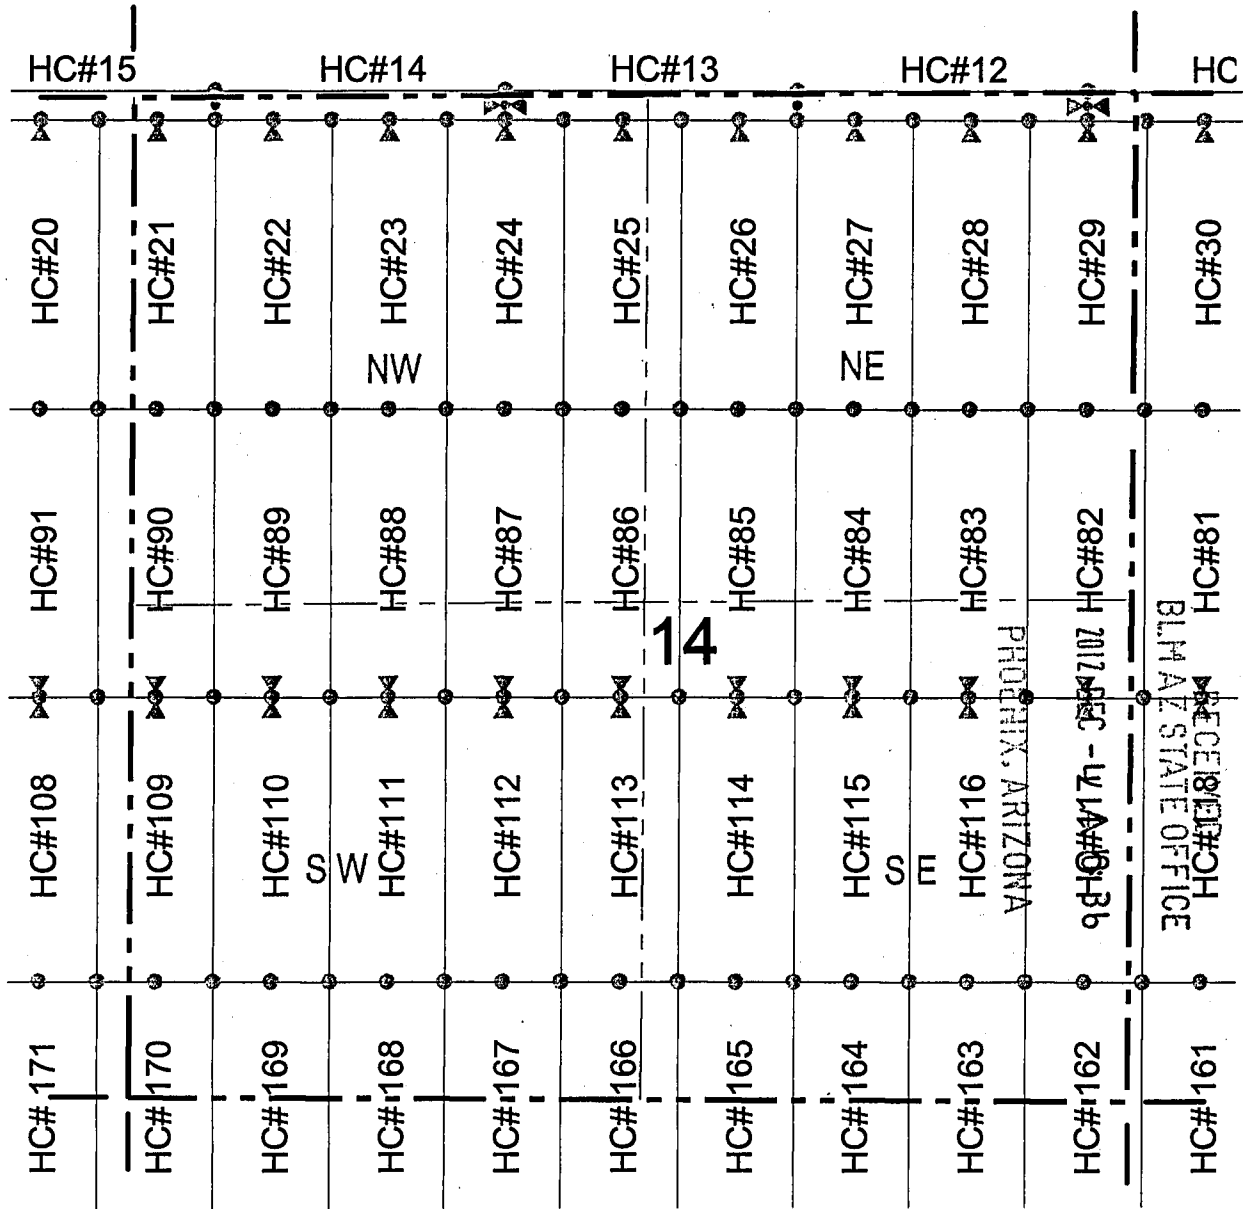 HC#15 HC#14 HC#13 HC#12 HC
HC#20 HC#21 HC#22 HC#23 HC#24 HC#25 HC#26 HC#27 HC#28 HC#29 HC#30
NW NE
HC#91 HC#90 HC#89 HC#88 HC#87 HC#86 HC#85 HC#84 HC#83 HC#82 HC#81
14
HC#108 HC#109 HC#110 HC#111 HC#112 HC#113 HC#114 HC#115 HC#116
SW SE
HC#171 HC#170 HC#169 HC#168 HC#167 HC#166 HC#165 HC#164 HC#163 HC#162 HC#161
BLM AZ STATE OFFICE
PHOENIX, ARIZONA